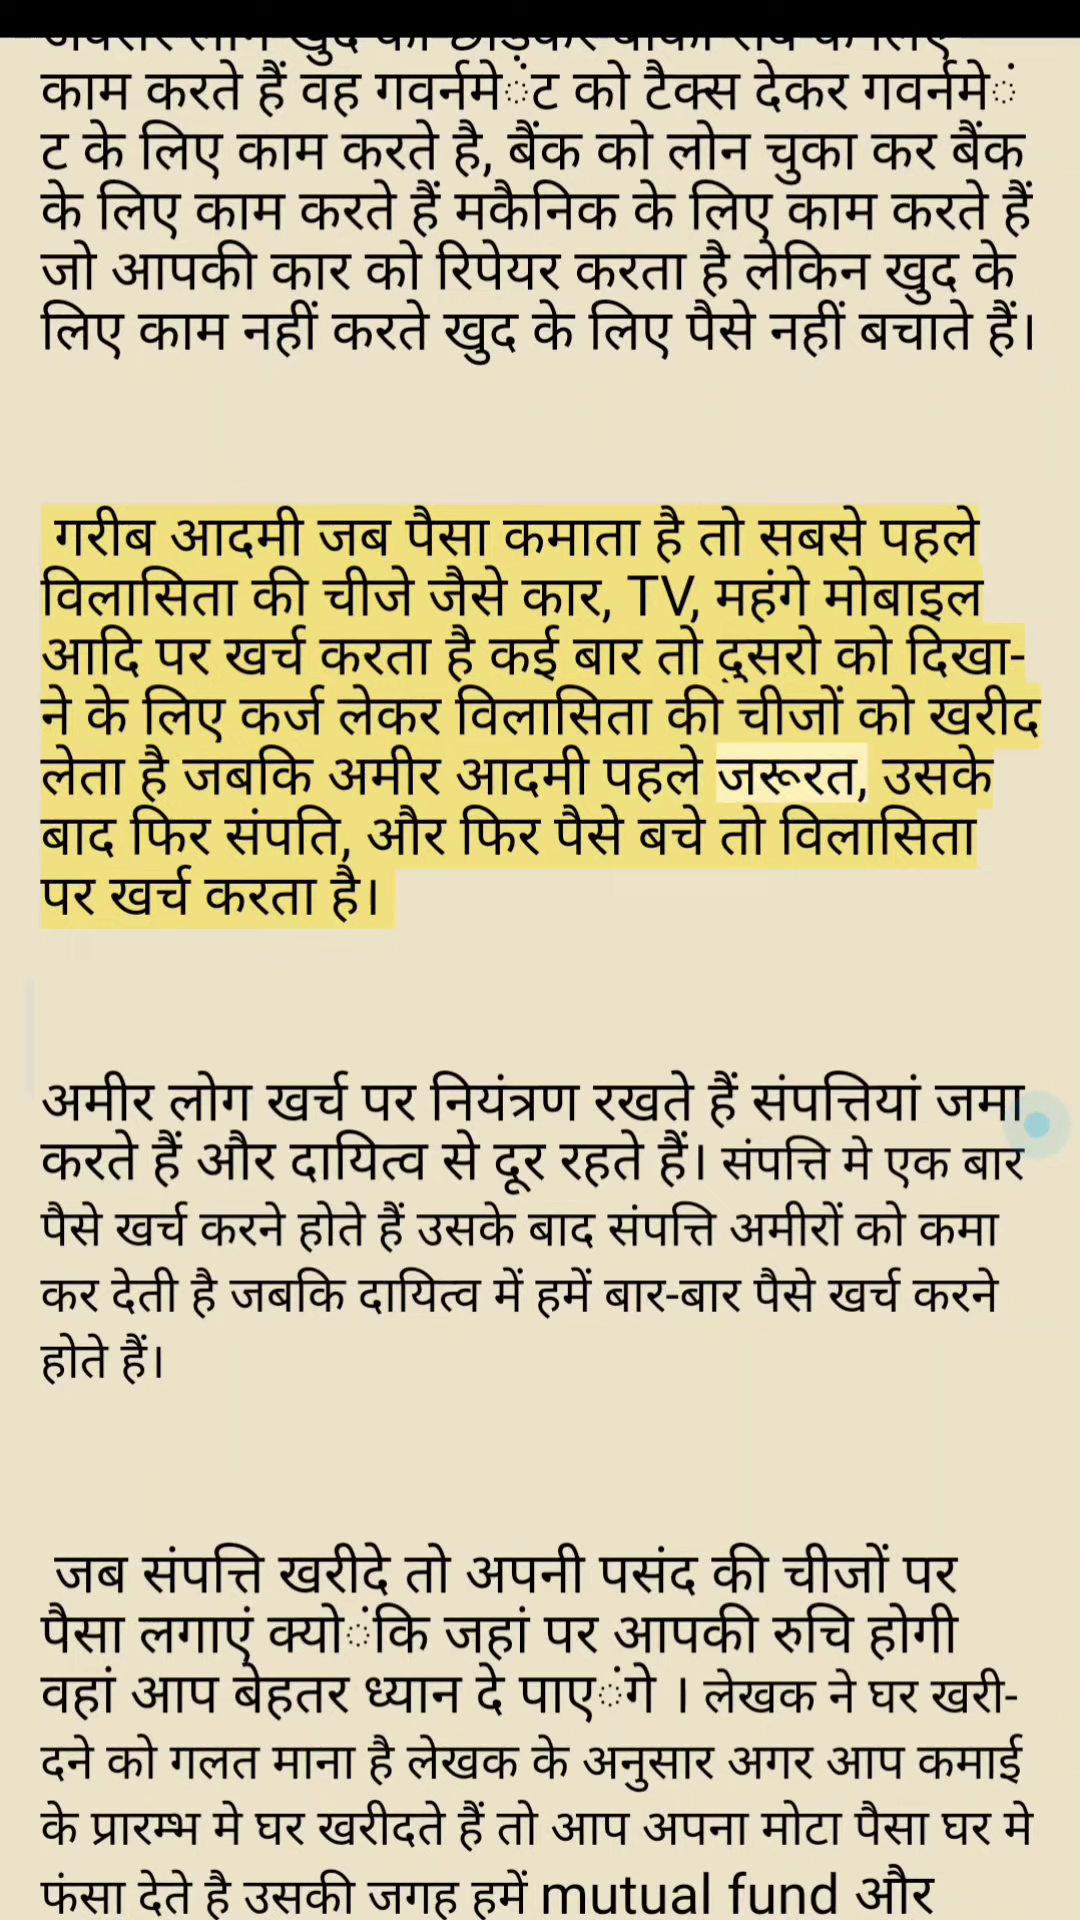 काम करते हैं वह गवर्नमेंट को टैक्स देकर गवर्नमें
ट के लिए काम करते है, बैंक को लोन चुका कर बैंक
के लिए काम करते हैं मकैनिक के लिए काम करते हैं
जो आपकी कार को रिपेयर करता है लेकिन खुद के
लिए काम नहीं करते खुद के लिए पैसे नहीं बचाते हैं।
गरीब आदमी जब पैसा कमाता है तो सबसे पहले
विलासिता की चीजे जैसे कार, TV, महंगे मोबाइल
आदि पर खर्च करता है कई बार तो दूसरो को दिखा-
ने के लिए कर्ज लेकर विलासिता की चीजों को खरीद
लेता है जबकि अमीर आदमी पहले जरूरत, उसके
बाद फिर संपति, और फिर पैसे बचे तो विलासिता
पर खर्च करता है।
अमीर लोग खर्च पर नियंत्रण रखते हैं संपत्तियां जमा
करते हैं और दायित्व से दूर रहते हैं। संपत्ति मे एक बार
पैसे खर्च करने होते हैं उसके बाद संपत्ति अमीरों को कमा
कर देती है जबकि दायित्व में हमें बार-बार पैसे खर्च करने
होते हैं।
जब संपत्ति खरीदे तो अपनी पसंद की चीजों पर
पैसा लगाएं क्योंकि जहां पर आपकी रुचि होगी
वहां आप बेहतर ध्यान दे पाएंगे । लेखक ने घर खरी-
दने को गलत माना है लेखक के अनुसार अगर आप कमाई
के प्रारम्भ मे घर खरीदते हैं तो आप अपना मोटा पैसा घर मे
फंसा देते है उसकी जगह हमें mutual fund और